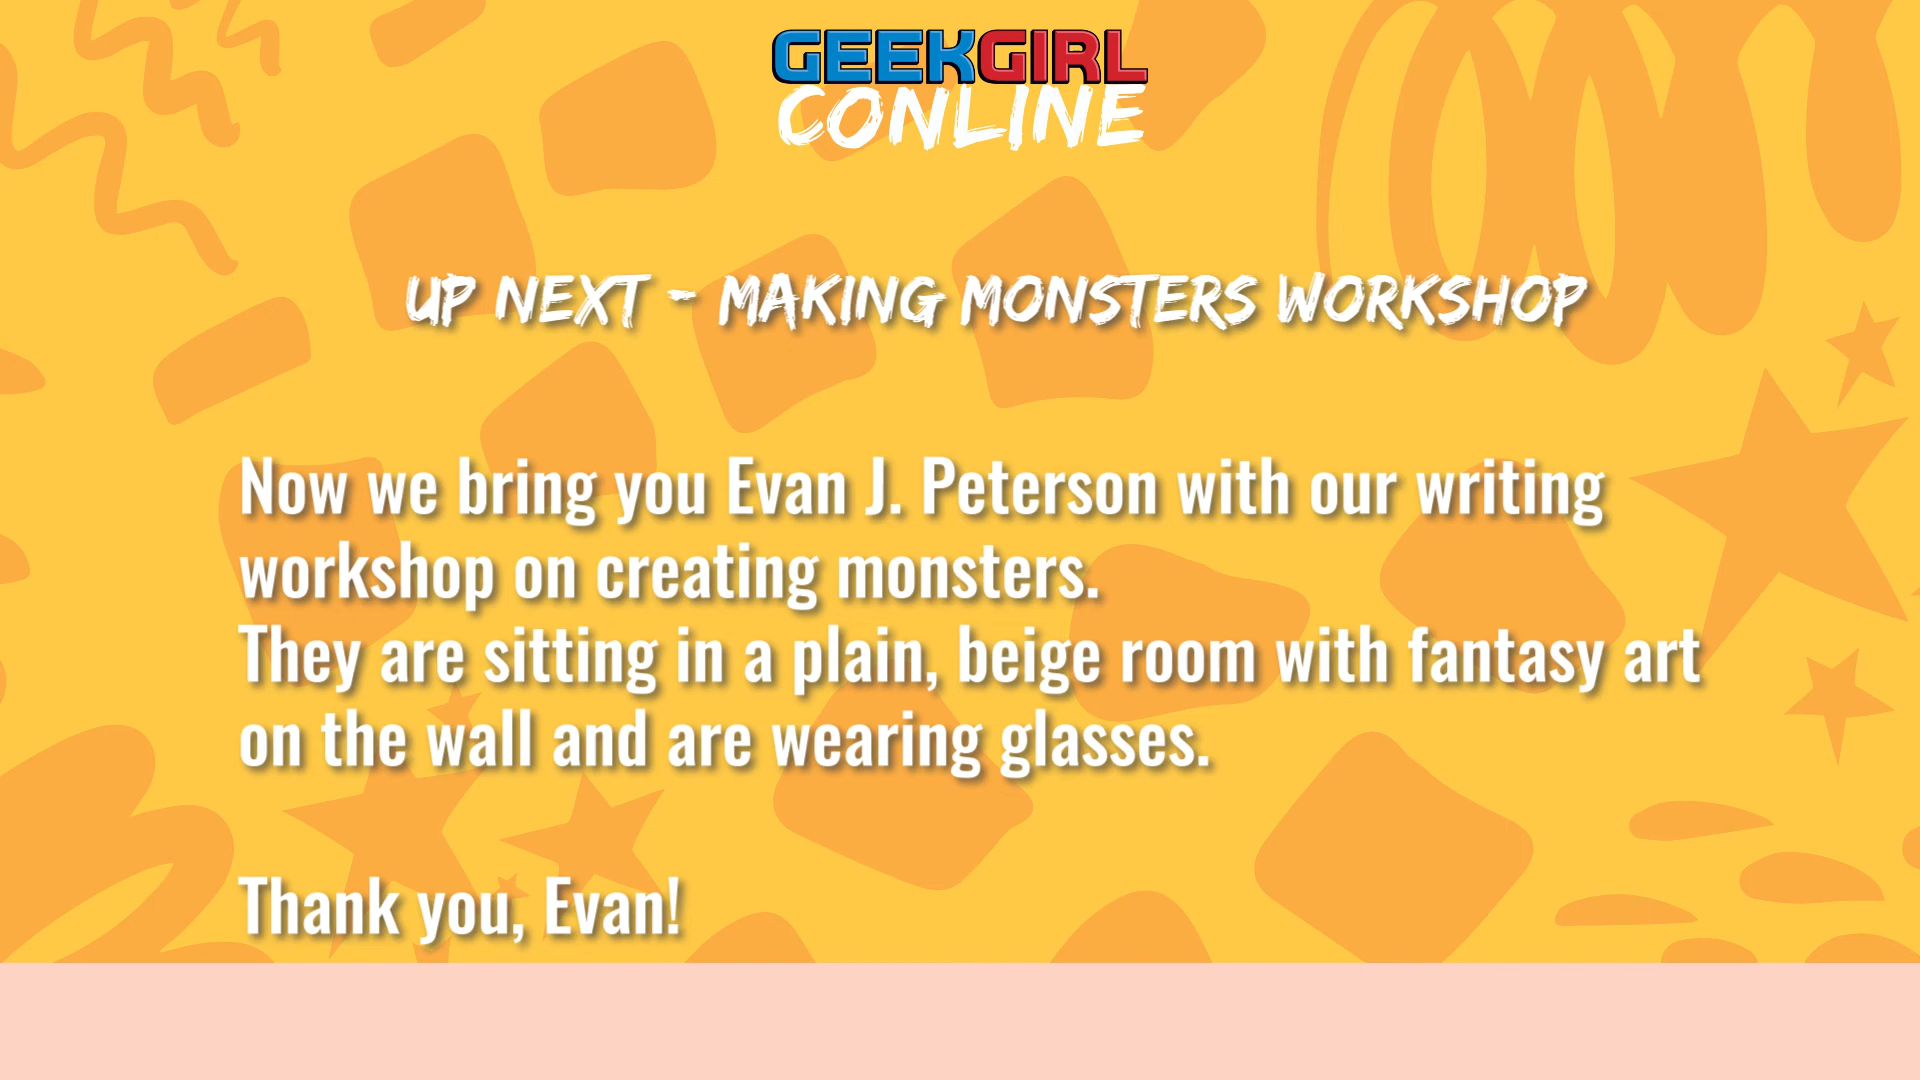 GEEKGIRL
CONLINE
UP NEXT - MAKING MONSTERS WORKSHOP
Now we bring you Evan J. Peterson with our writing
workshop on creating monsters.
They are sitting in a plain, beige room with fantasy art
on the wall and are wearing glasses.
Thank you, Evan!